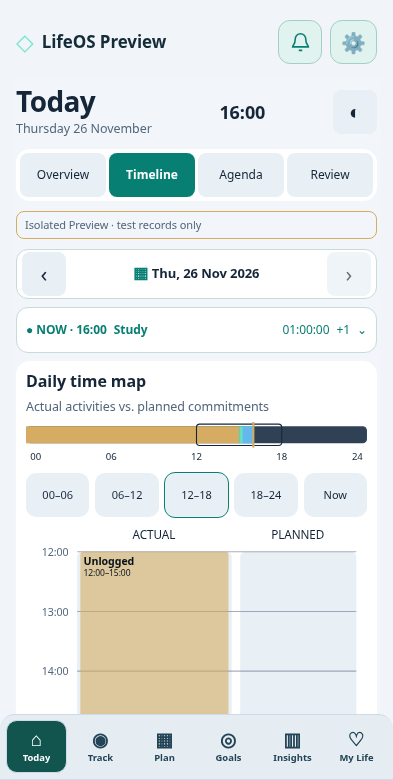 LifeOS Preview
Today
16:00
Thursday 26 November
Overview
Timeline
Agenda
Review
Isolated Preview · test records only
‹ Thu, 26 Nov 2026 ›
● NOW · 16:00 Study 01:00:00 +1
Daily time map
Actual activities vs. planned commitments
00 06 12 18 24
00–06
06–12
12–18
18–24
Now
ACTUAL PLANNED
12:00
Unlogged
12:00–15:00
13:00
14:00
Today
Track
Plan
Goals
Insights
My Life